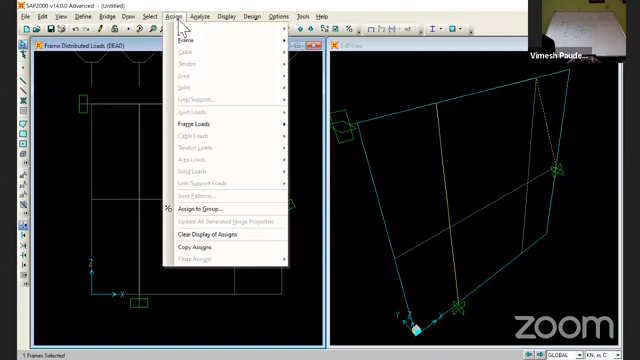 SAP2000 v14.0.0 Advanced - (Untitled)
File Edit View Define Bridge Draw Select Assign Analyze Display Design Options Tools Help
Frame Distributed Loads (DEAD)
3-D View
Vimesh Paude...
Joint
Frame
Cable
Tendon
Area
Solid
Link/Support...
Joint Loads
Frame Loads
Cable Loads
Tendon Loads
Area Loads
Solid Loads
Link/Support Loads
Joint Patterns...
Assign to Group...
Update All Generated Hinge Properties
Clear Display of Assigns
Copy Assigns
Paste Assigns
Z
X
Y
Z
X
zoom
1 Frames Selected
GLOBAL
KN, m, C